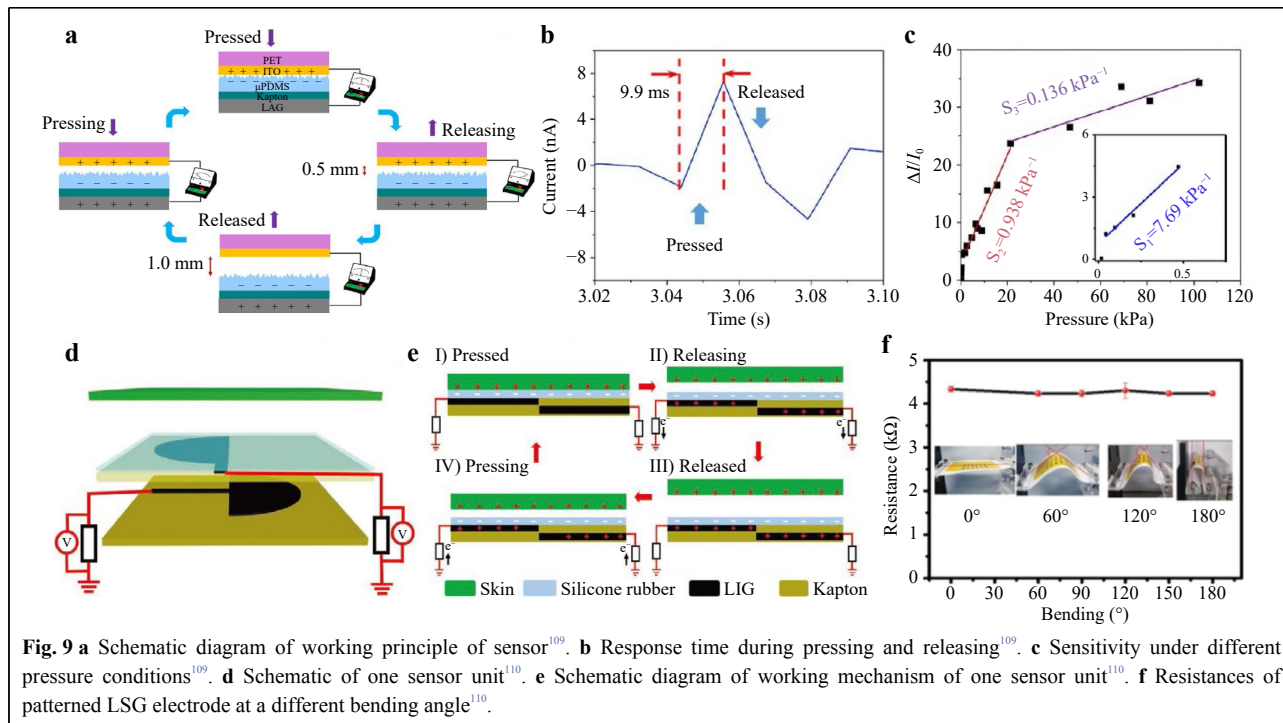 a
Pressed
PET
+ + + ITO + + +
μPDMS
Kapton
LAG
Pressing
+ + + + +
Releasing
+ + + + +
0.5 mm
− − − − −
+ + + + +
− − − − −
+ + + + +
Released
1.0 mm
− − − − −
+ + + + +
b
Current (nA)
8
4
0
−4
−8
9.9 ms
Released
Pressed
3.02 3.04 3.06 3.08 3.10
Time (s)
c
ΔI/I0
40
30
20
10
0
S3=0.136 kPa−1
S2=0.938 kPa−1
S1=7.69 kPa−1
6
3
0
0.0 0.5
0 20 40 60 80 100 120
Pressure (kPa)
d
V
V
e
I) Pressed
II) Releasing
e−
e−
IV) Pressing
III) Released
e−
e−
Skin Silicone rubber LIG Kapton
f
Resistance (kΩ)
5
4
3
2
1
0
0° 60° 120° 180°
0 30 60 90 120 150 180
Bending (°)
Fig. 9 a Schematic diagram of working principle of sensor109. b Response time during pressing and releasing109. c Sensitivity under different
pressure conditions109. d Schematic of one sensor unit110. e Schematic diagram of working mechanism of one sensor unit110. f Resistances of
patterned LSG electrode at a different bending angle110.